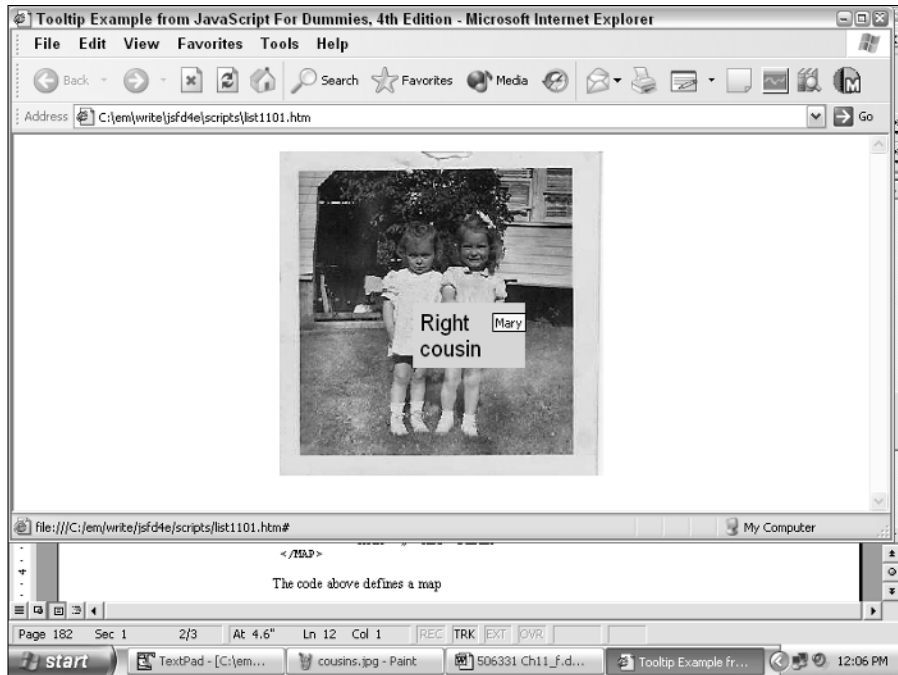 Tooltip Example from JavaScript For Dummies, 4th Edition - Microsoft Internet Explorer
File Edit View Favorites Tools Help
Back Search Favorites Media
Address C:\em\write\jsfd4e\scripts\list1101.htm Go
Right Mary
cousin
file:///C:/em/write/jsfd4e/scripts/list1101.htm# My Computer
</MAP>
The code above defines a map
Page 182 Sec 1 2/3 At 4.6" Ln 12 Col 1 REC TRK EXT OVR
start TextPad - [C:\em... cousins.jpg - Paint 506331 Ch11_f.d... Tooltip Example fr... 12:06 PM